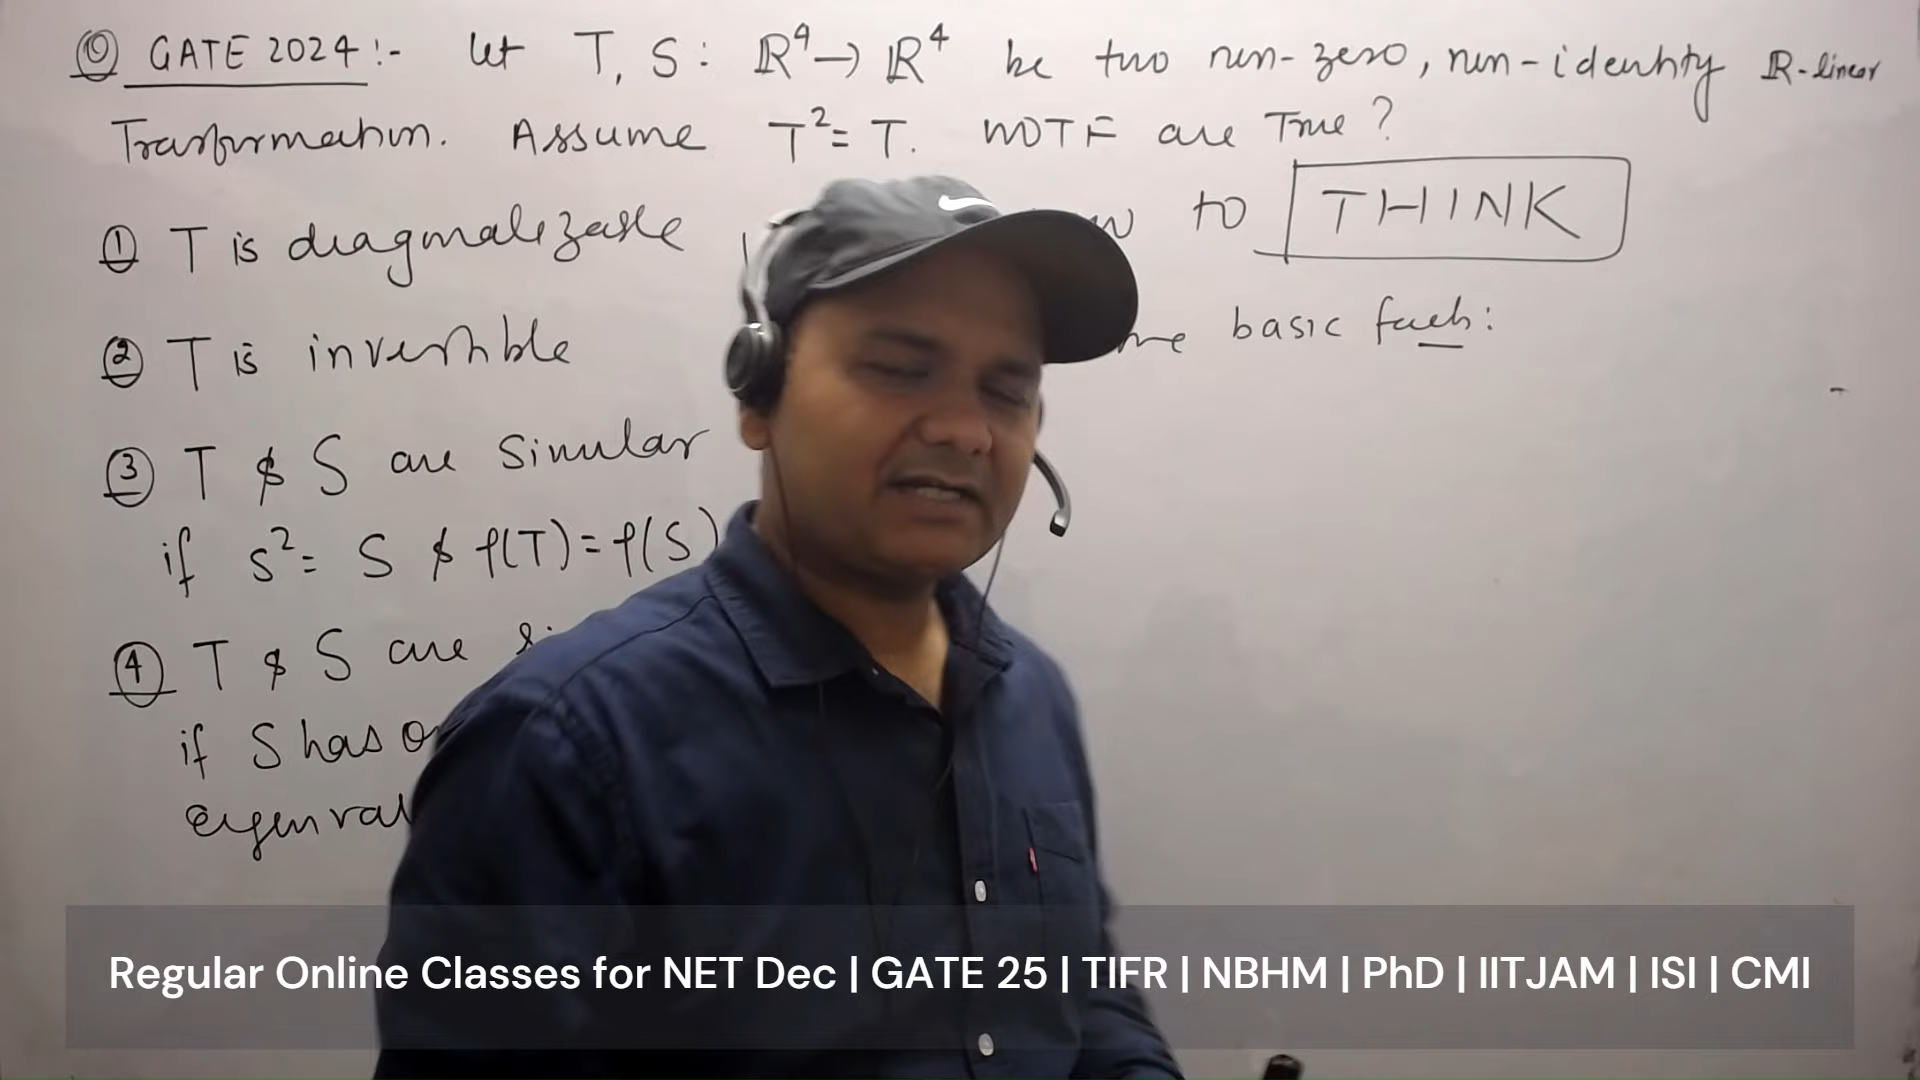 GATE 2024 :- let T, S : ℝ⁴ → ℝ⁴ be two non-zero, non-identity ℝ-linear
Trasformation. Assume T² = T. WOTF are True?
① T is diagonalizable
to THINK
② T is invertible
basic facts :
③ T & S are Similar
if S² = S & ρ(T) = ρ(S)
④ T & S are
if S has
eigenval
Regular Online Classes for NET Dec | GATE 25 | TIFR | NBHM | PhD | IITJAM | ISI | CMI